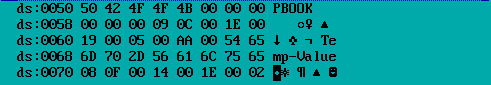 ds:0050 50 42 4F 4F 4B 00 00 00 PBOOK
ds:0058 00 00 00 09 0C 00 1E 00    ○♀ ▲
ds:0060 19 00 05 00 AA 00 54 65 ↓ ♣ ¬ Te
ds:0068 6D 70 2D 56 61 6C 75 65 mp-Value
ds:0070 08 0F 00 14 00 1E 00 02 ◘☼ ¶ ▲ ☻